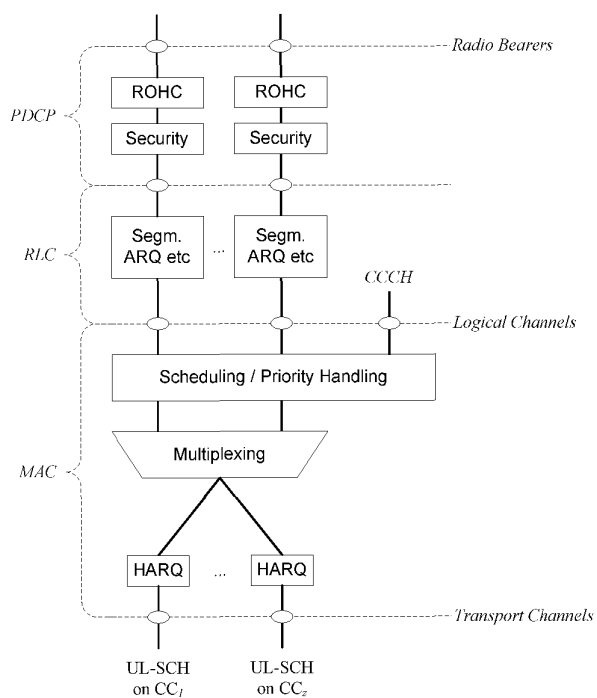 Radio Bearers
ROHC ROHC
PDCP
Security Security
Segm. ... Segm.
ARQ etc ARQ etc
RLC
CCCH
Logical Channels
Scheduling / Priority Handling
Multiplexing
MAC
HARQ ... HARQ
Transport Channels
UL-SCH UL-SCH
on CC1 on CCz